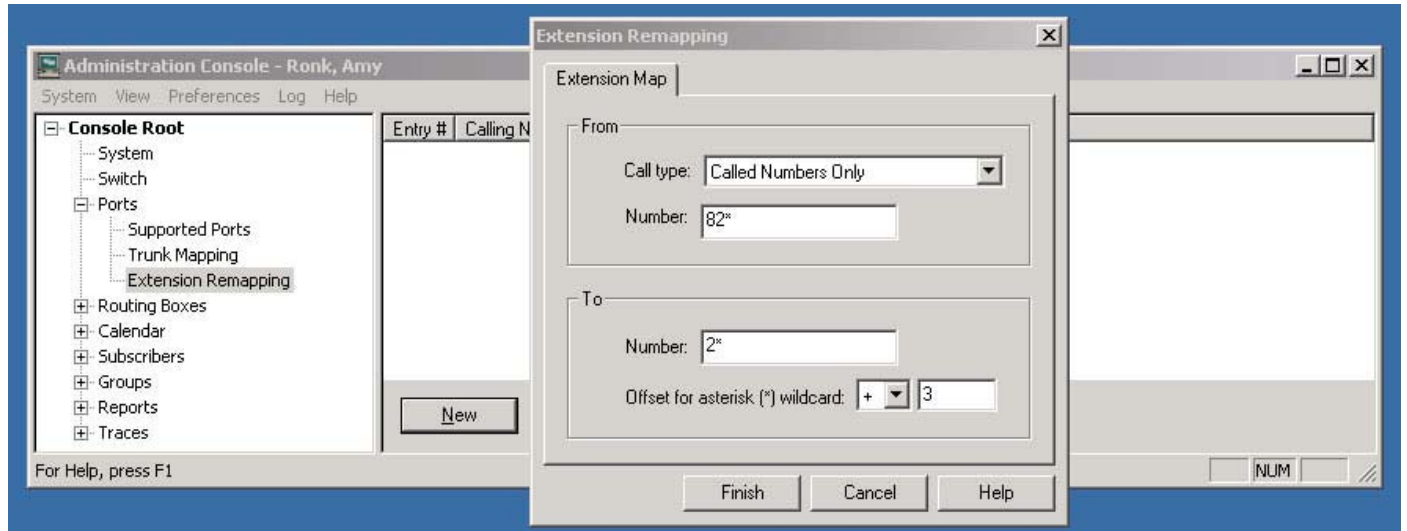 Administration Console - Ronk, Amy
System View Preferences Log Help
Console Root
System
Switch
Ports
Supported Ports
Trunk Mapping
Extension Remapping
Routing Boxes
Calendar
Subscribers
Groups
Reports
Traces
Entry # Calling N
New
For Help, press F1
NUM
Extension Remapping
Extension Map
From
Call type: Called Numbers Only
Number: 82*
To
Number: 2*
Offset for asterisk (*) wildcard: + 3
Finish Cancel Help